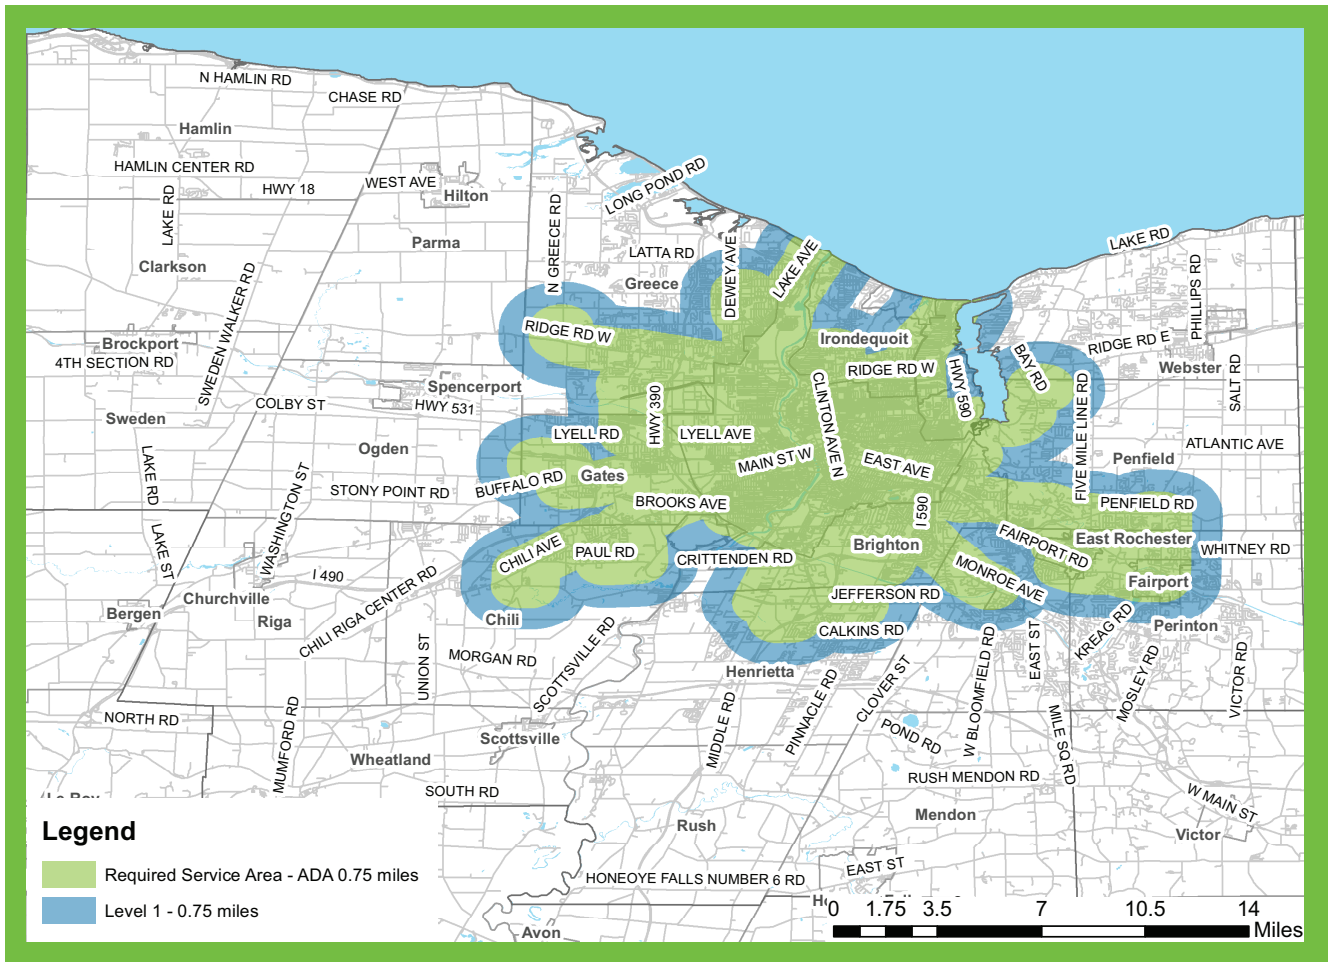 N HAMLIN RD
CHASE RD
Hamlin
HAMLIN CENTER RD
HWY 18
WEST AVE
Hilton
LONG POND RD
LAKE RD
N GREECE RD
Parma
LATTA RD
DEWEY AVE
LAKE AVE
LAKE RD
Clarkson
Greece
PHILLIPS RD
SWEDEN WALKER RD
RIDGE RD W
Irondequoit
Brockport
4TH SECTION RD
RIDGE RD E
BAY RD
Webster
RIDGE RD W
HWY 590
Spencerport
HWY 531
COLBY ST
SALT RD
Sweden
HWY 390
CLINTON AVE N
FIVE MILE LINE RD
LYELL RD
LYELL AVE
ATLANTIC AVE
Ogden
LAKE RD
WASHINGTON ST
STONY POINT RD
BUFFALO RD
Gates
MAIN ST W
EAST AVE
Penfield
BROOKS AVE
I 590
PENFIELD RD
LAKE ST
CHILI AVE
PAUL RD
CRITTENDEN RD
Brighton
FAIRPORT RD
East Rochester
WHITNEY RD
I 490
CHILI RIGA CENTER RD
MONROE AVE
Fairport
Churchville
Bergen
Riga
Chili
JEFFERSON RD
CALKINS RD
KREAG RD
Perinton
UNION ST
MORGAN RD
SCOTTSVILLE RD
Henrietta
EAST ST
W BLOOMFIELD RD
MOSLEY RD
VICTOR RD
NORTH RD
MUMFORD RD
MIDDLE RD
PINNACLE RD
CLOVER ST
POND RD
MILE SQ RD
Scottsville
Wheatland
RUSH MENDON RD
SOUTH RD
W MAIN ST
Rush
Mendon
Victor
EAST ST
HONEOYE FALLS NUMBER 6 RD
Avon
Legend
Required Service Area - ADA 0.75 miles
Level 1 - 0.75 miles
0 1.75 3.5 7 10.5 14
Miles